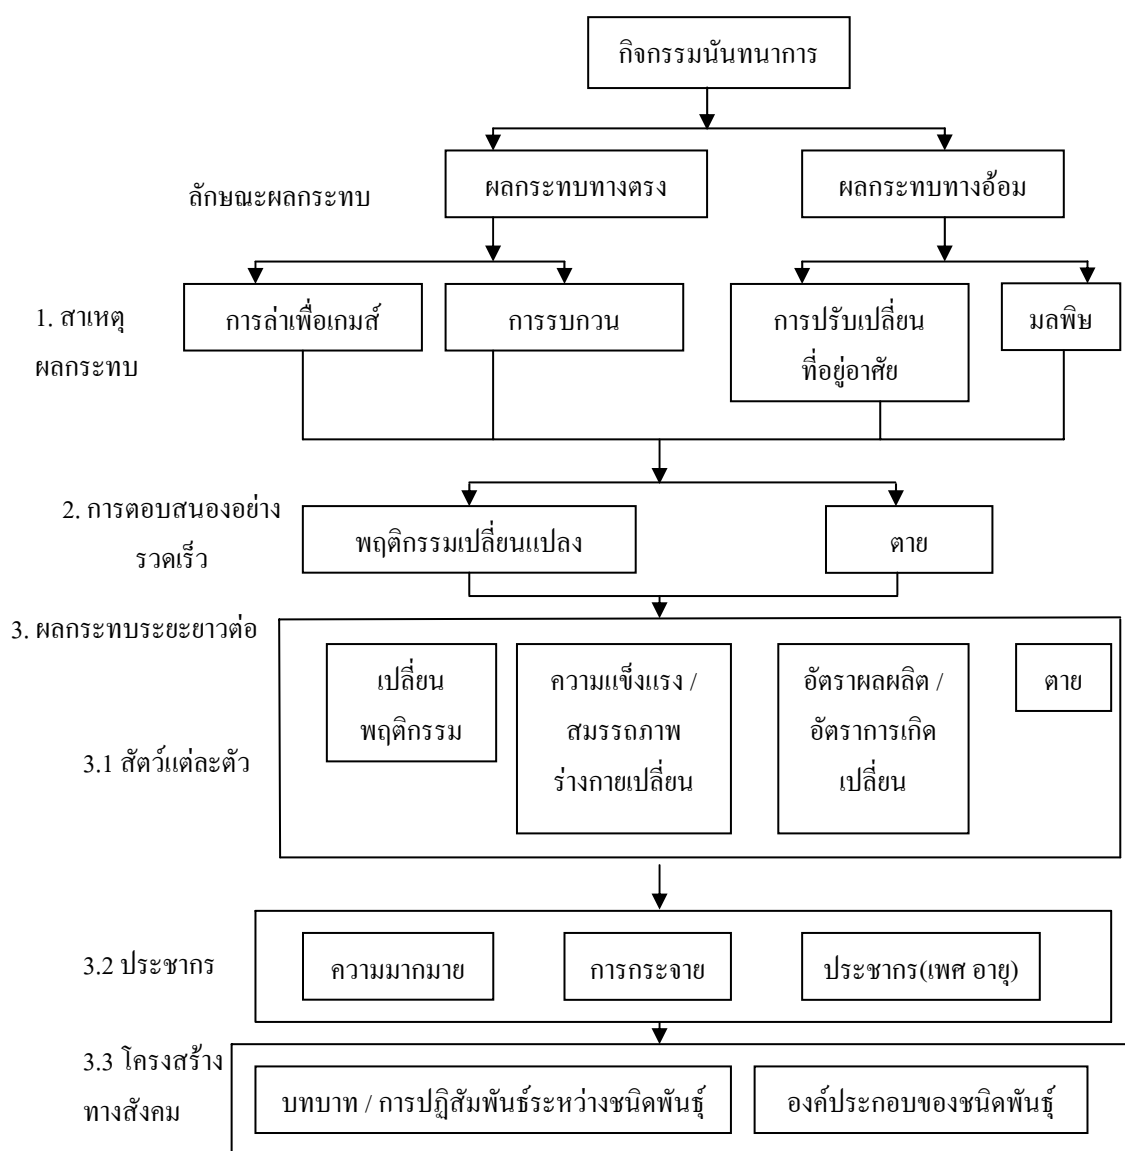 กิจกรรมนันทนาการ
ลักษณะผลกระทบ
ผลกระทบทางตรง
ผลกระทบทางอ้อม
1. สาเหตุ
ผลกระทบ
การล่าเพื่อเกมส์
การรบกวน
การปรับเปลี่ยน
ที่อยู่อาศัย
มลพิษ
2. การตอบสนองอย่าง
รวดเร็ว
พฤติกรรมเปลี่ยนแปลง
ตาย
3. ผลกระทบระยะยาวต่อ
3.1 สัตว์แต่ละตัว
เปลี่ยน
พฤติกรรม
ความแข็งแรง /
สมรรถภาพ
ร่างกายเปลี่ยน
อัตราผลผลิต /
อัตราการเกิด
เปลี่ยน
ตาย
3.2 ประชากร
ความมากมาย
การกระจาย
ประชากร(เพศ อายุ)
3.3 โครงสร้าง
ทางสังคม
บทบาท / การปฏิสัมพันธ์ระหว่างชนิดพันธุ์
องค์ประกอบของชนิดพันธุ์